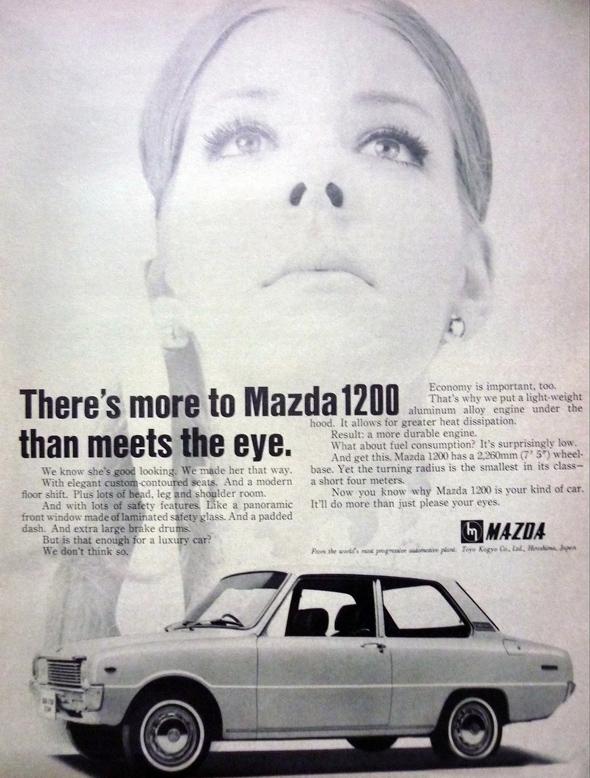 There's more to Mazda 1200
than meets the eye.
We know she's good looking. We made her that way.
With elegant custom-contoured seats. And a modern
floor shift. Plus lots of head, leg and shoulder room.
And with lots of safety features. Like a panoramic
front window made of laminated safety glass. And a padded
dash. And extra large brake drums.
But is that enough for a luxury car?
We don't think so.
Economy is important, too.
That's why we put a light-weight
aluminum alloy engine under the
hood. It allows for greater heat dissipation.
Result: a more durable engine.
What about fuel consumption? It's surprisingly low.
And get this. Mazda 1200 has a 2,260mm (7' 5") wheel-
base. Yet the turning radius is the smallest in its class—
a short four meters.
Now you know why Mazda 1200 is your kind of car.
It'll do more than just please your eyes.
m MAZDA
From the world's most progressive automotive plant. Toyo Kogyo Co., Ltd., Hiroshima, Japan